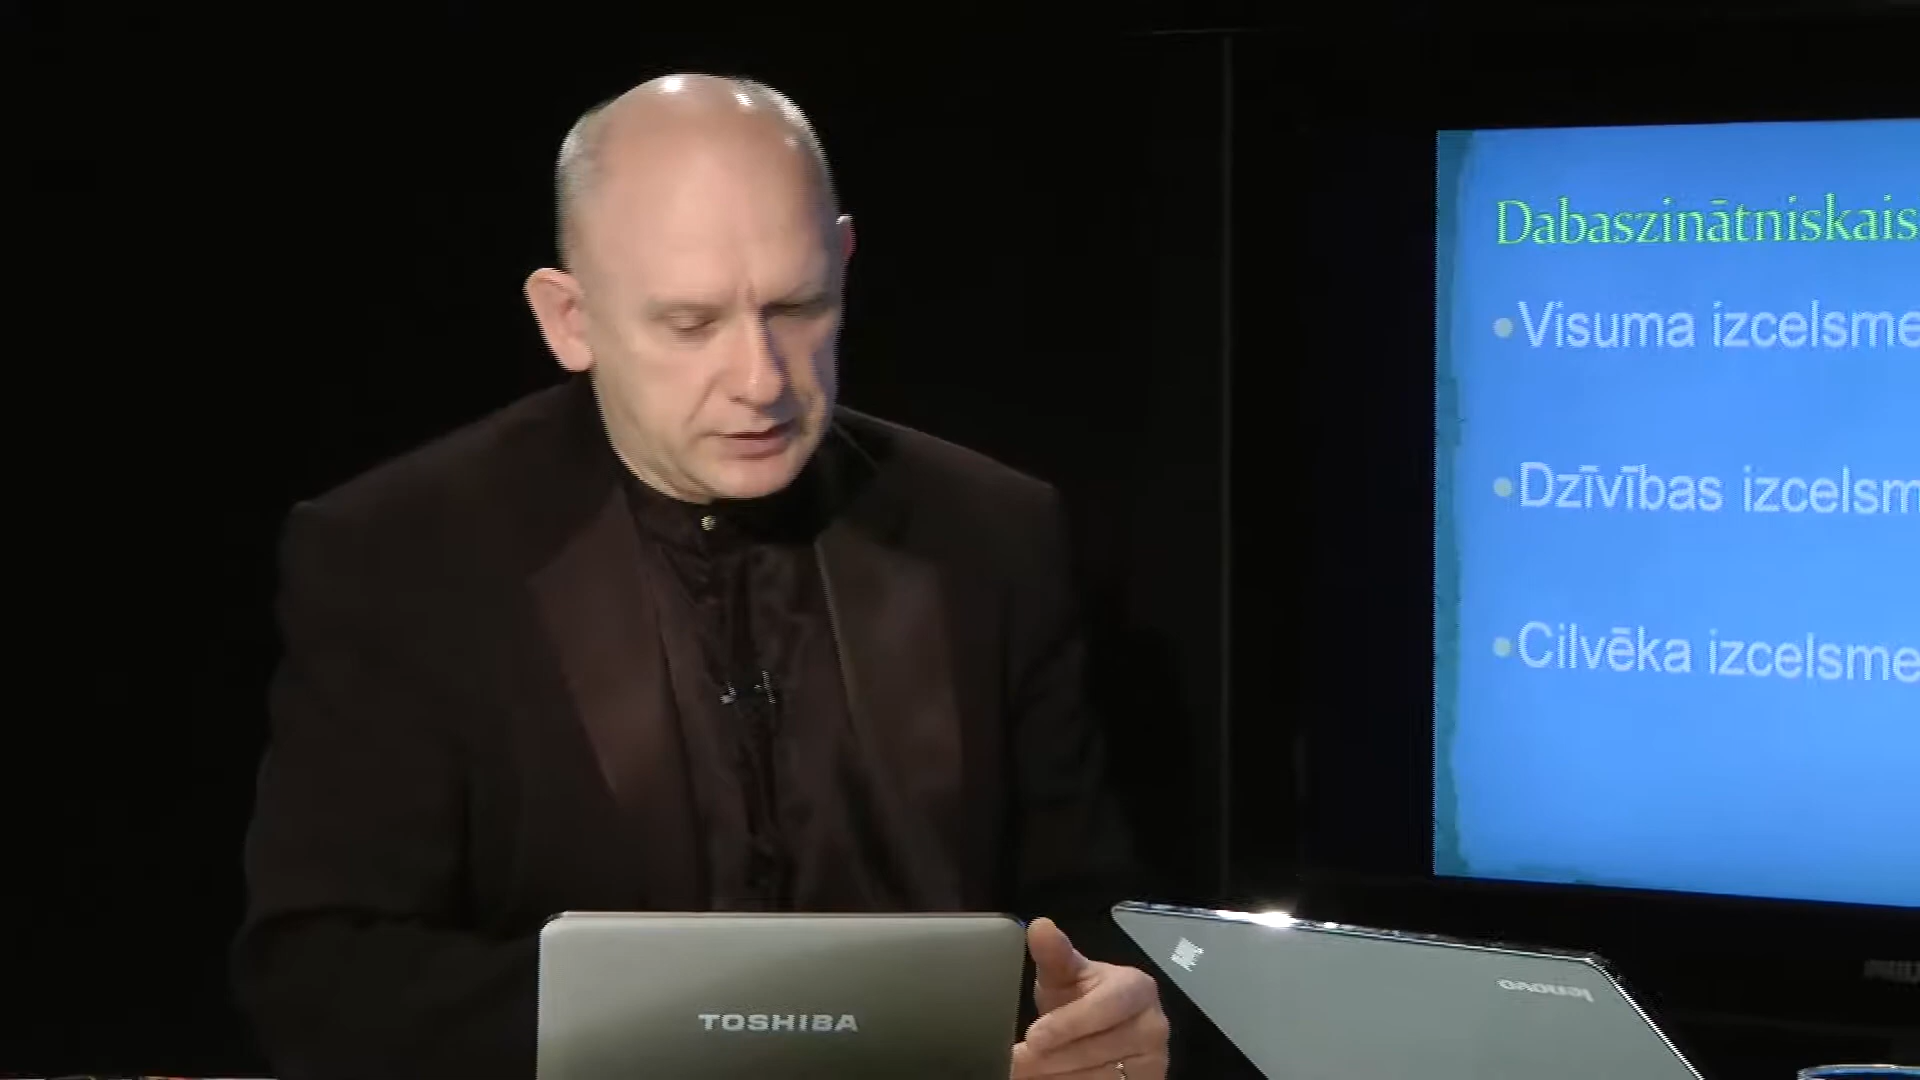 Dabaszinātniskais
•Visuma izcelsme
•Dzīvības izcelsm
•Cilvēka izcelsme
TOSHIBA
lenovo